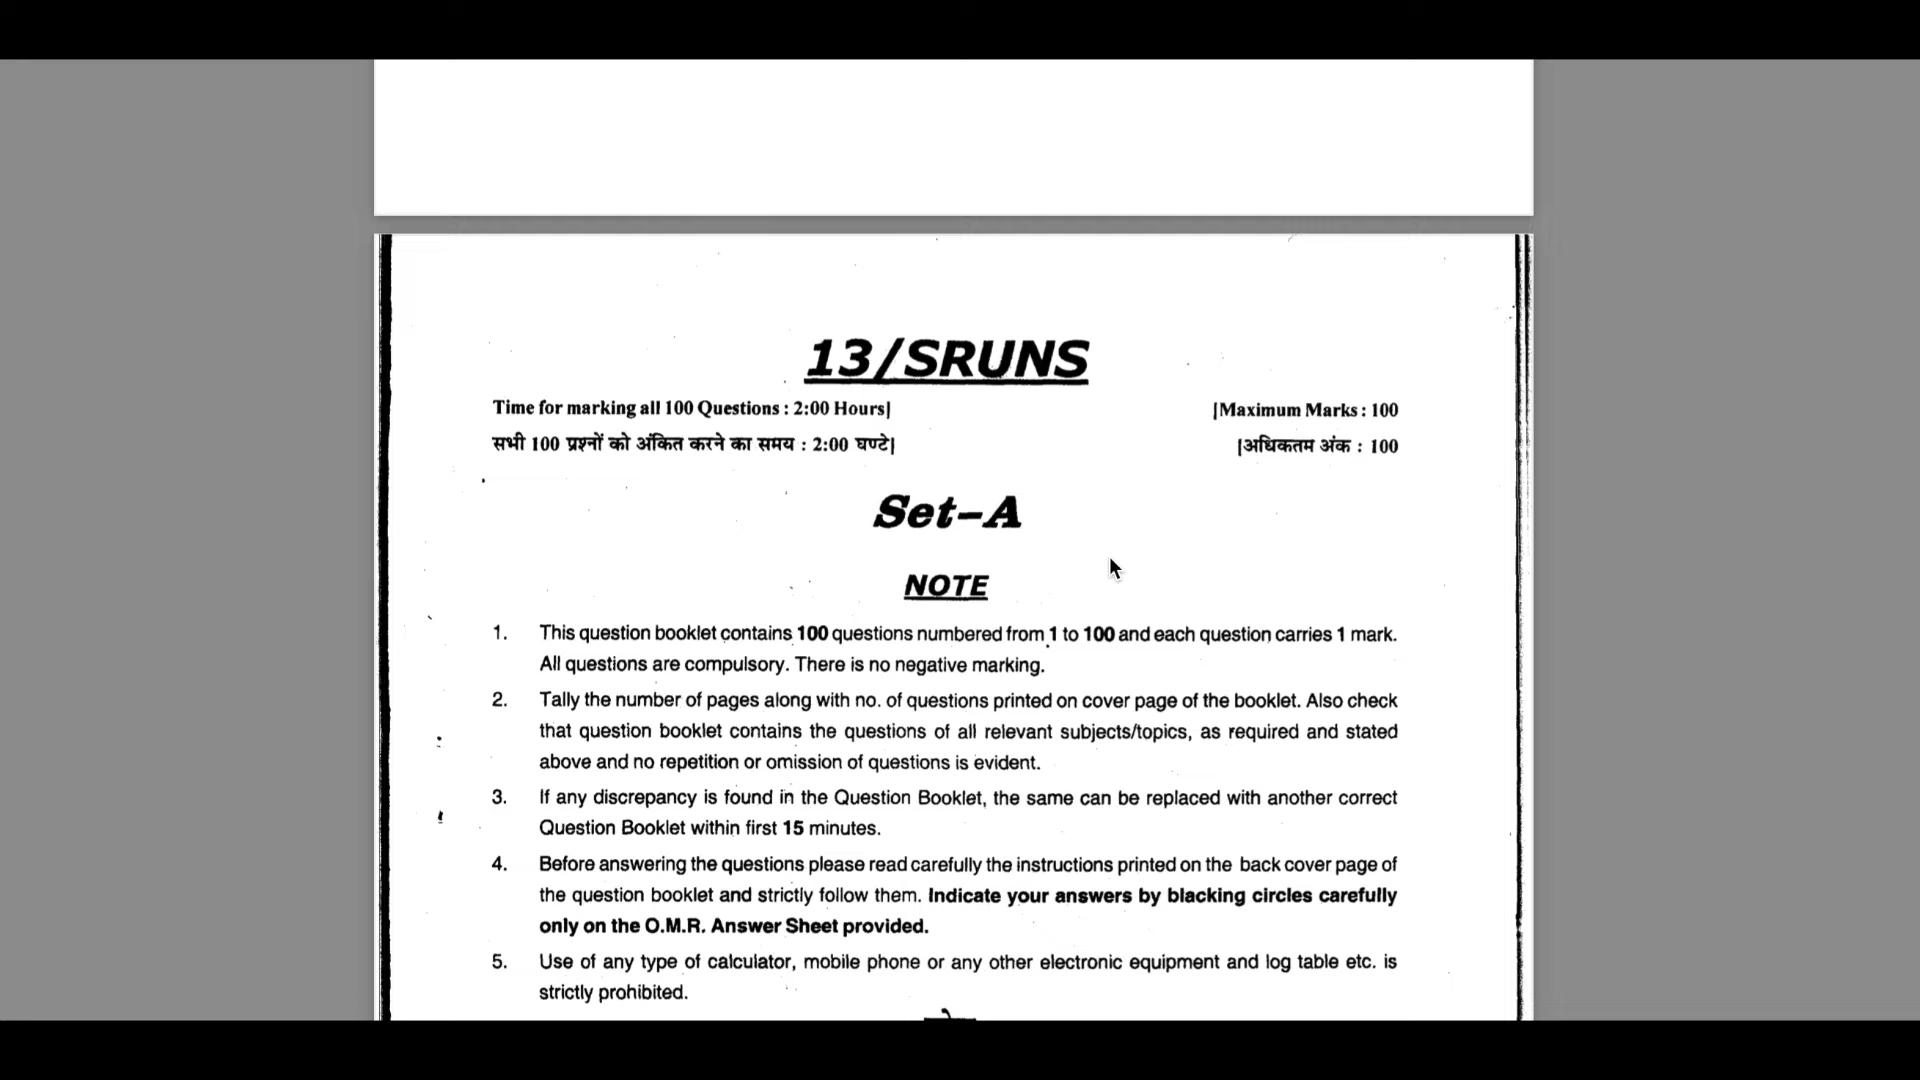 13/SRUNS
Time for marking all 100 Questions : 2:00 Hours| |Maximum Marks : 100
सभी 100 प्रश्नों को अंकित करने का समय : 2:00 घण्टे| |अधिकतम अंक : 100
Set–A
NOTE
1. This question booklet contains 100 questions numbered from 1 to 100 and each question carries 1 mark.
All questions are compulsory. There is no negative marking.
2. Tally the number of pages along with no. of questions printed on cover page of the booklet. Also check
that question booklet contains the questions of all relevant subjects/topics, as required and stated
above and no repetition or omission of questions is evident.
3. If any discrepancy is found in the Question Booklet, the same can be replaced with another correct
Question Booklet within first 15 minutes.
4. Before answering the questions please read carefully the instructions printed on the back cover page of
the question booklet and strictly follow them. Indicate your answers by blacking circles carefully
only on the O.M.R. Answer Sheet provided.
5. Use of any type of calculator, mobile phone or any other electronic equipment and log table etc. is
strictly prohibited.